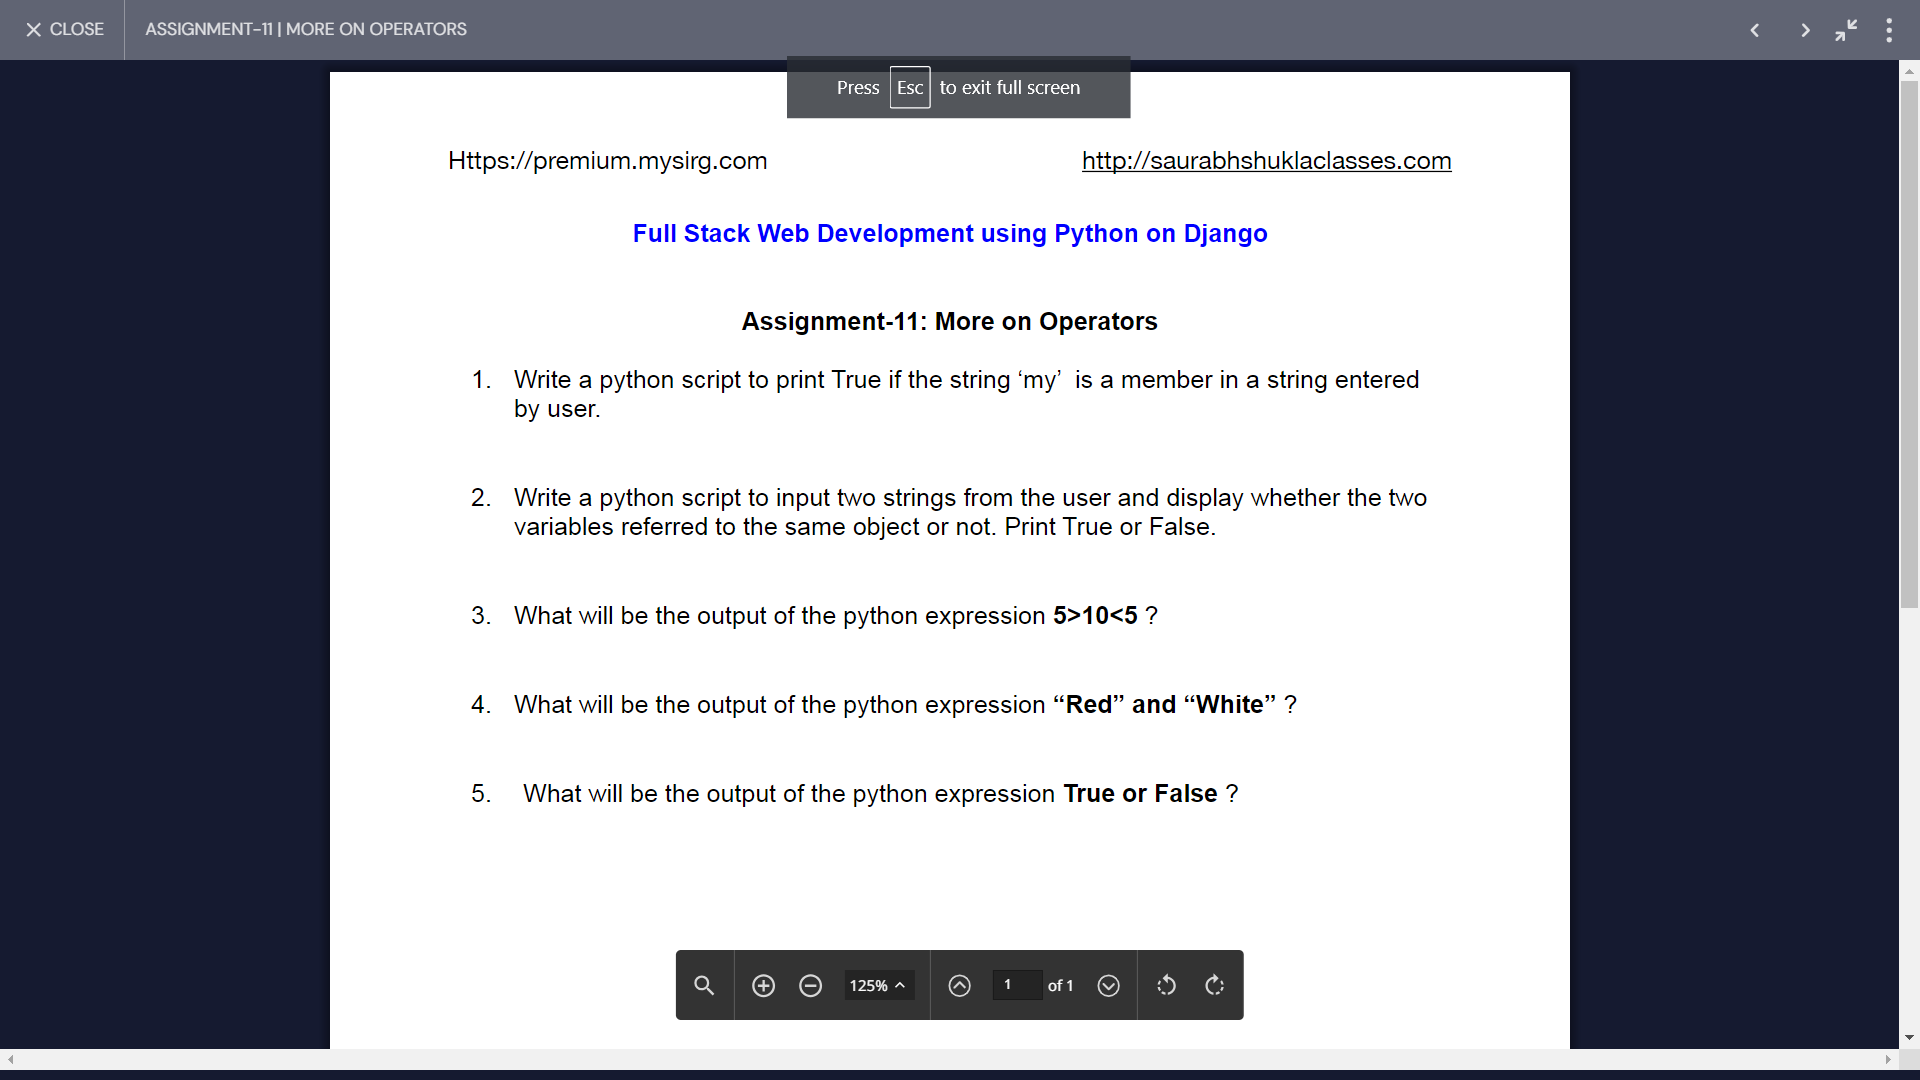 CLOSE
ASSIGNMENT-11 | MORE ON OPERATORS
Press Esc to exit full screen
Https://premium.mysirg.com
http://saurabhshuklaclasses.com
Full Stack Web Development using Python on Django
Assignment-11: More on Operators
1. Write a python script to print True if the string ‘my’ is a member in a string entered
by user.
2. Write a python script to input two strings from the user and display whether the two
variables referred to the same object or not. Print True or False.
3. What will be the output of the python expression 5>10<5 ?
4. What will be the output of the python expression “Red” and “White” ?
5. What will be the output of the python expression True or False ?
125%
1 of 1